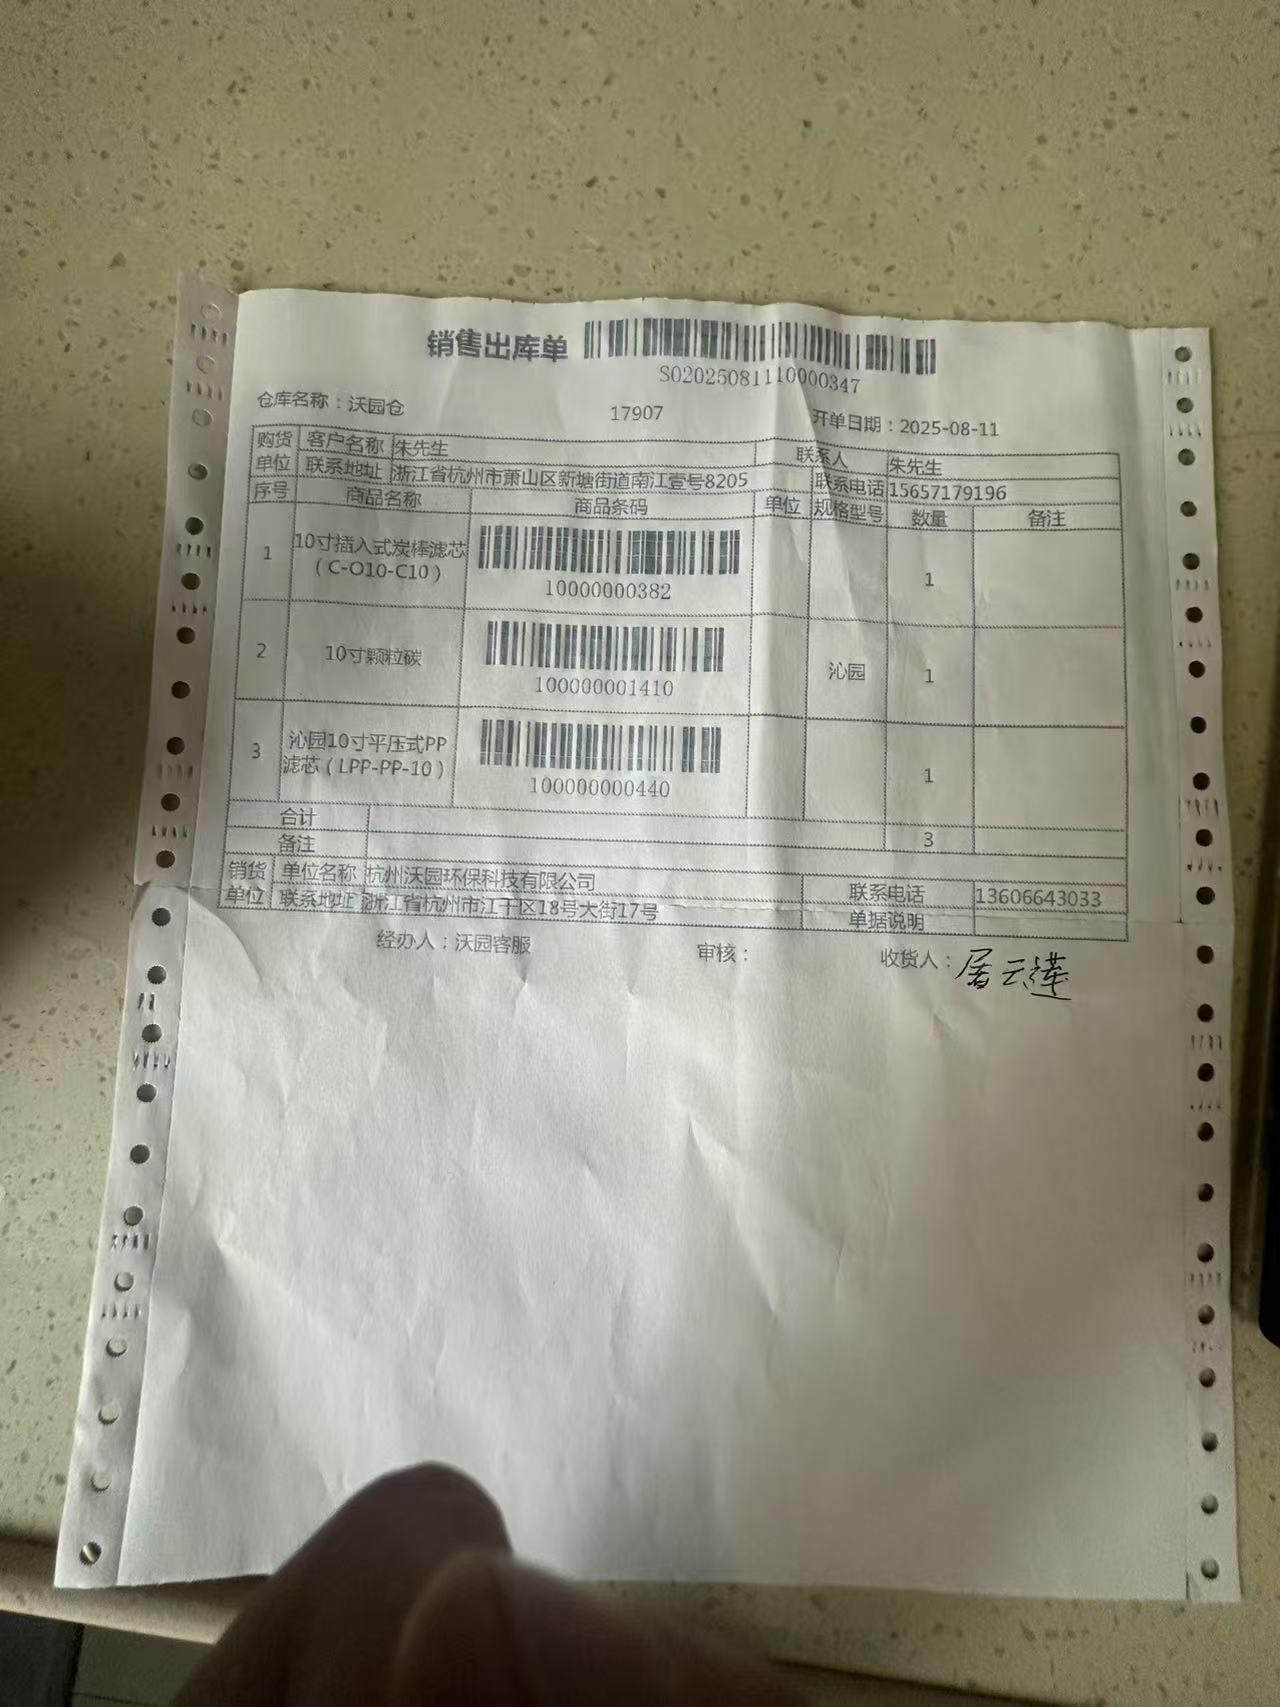 销售出库单
SO2025081110000347
仓库名称：沃园仓 17907 开单日期：2025-08-11
购货单位 客户名称 朱先生 联系人 朱先生
联系地址 浙江省杭州市萧山区新塘街道南江壹号8205 联系电话 15657179196
序号 商品名称 商品条码 单位 规格型号 数量 备注
1 10寸插入式炭棒滤芯（C-O10-C10） 10000000382 1
2 10寸颗粒碳 100000001410 沁园 1
3 沁园10寸平压式PP滤芯（LPP-PP-10） 100000000440 1
合计 3
备注
销货单位 单位名称 杭州沃园环保科技有限公司 联系电话 13606643033
联系地址 浙江省杭州市江干区18号大街17号 单据说明
经办人：沃园客服 审核： 收货人：屠云莲